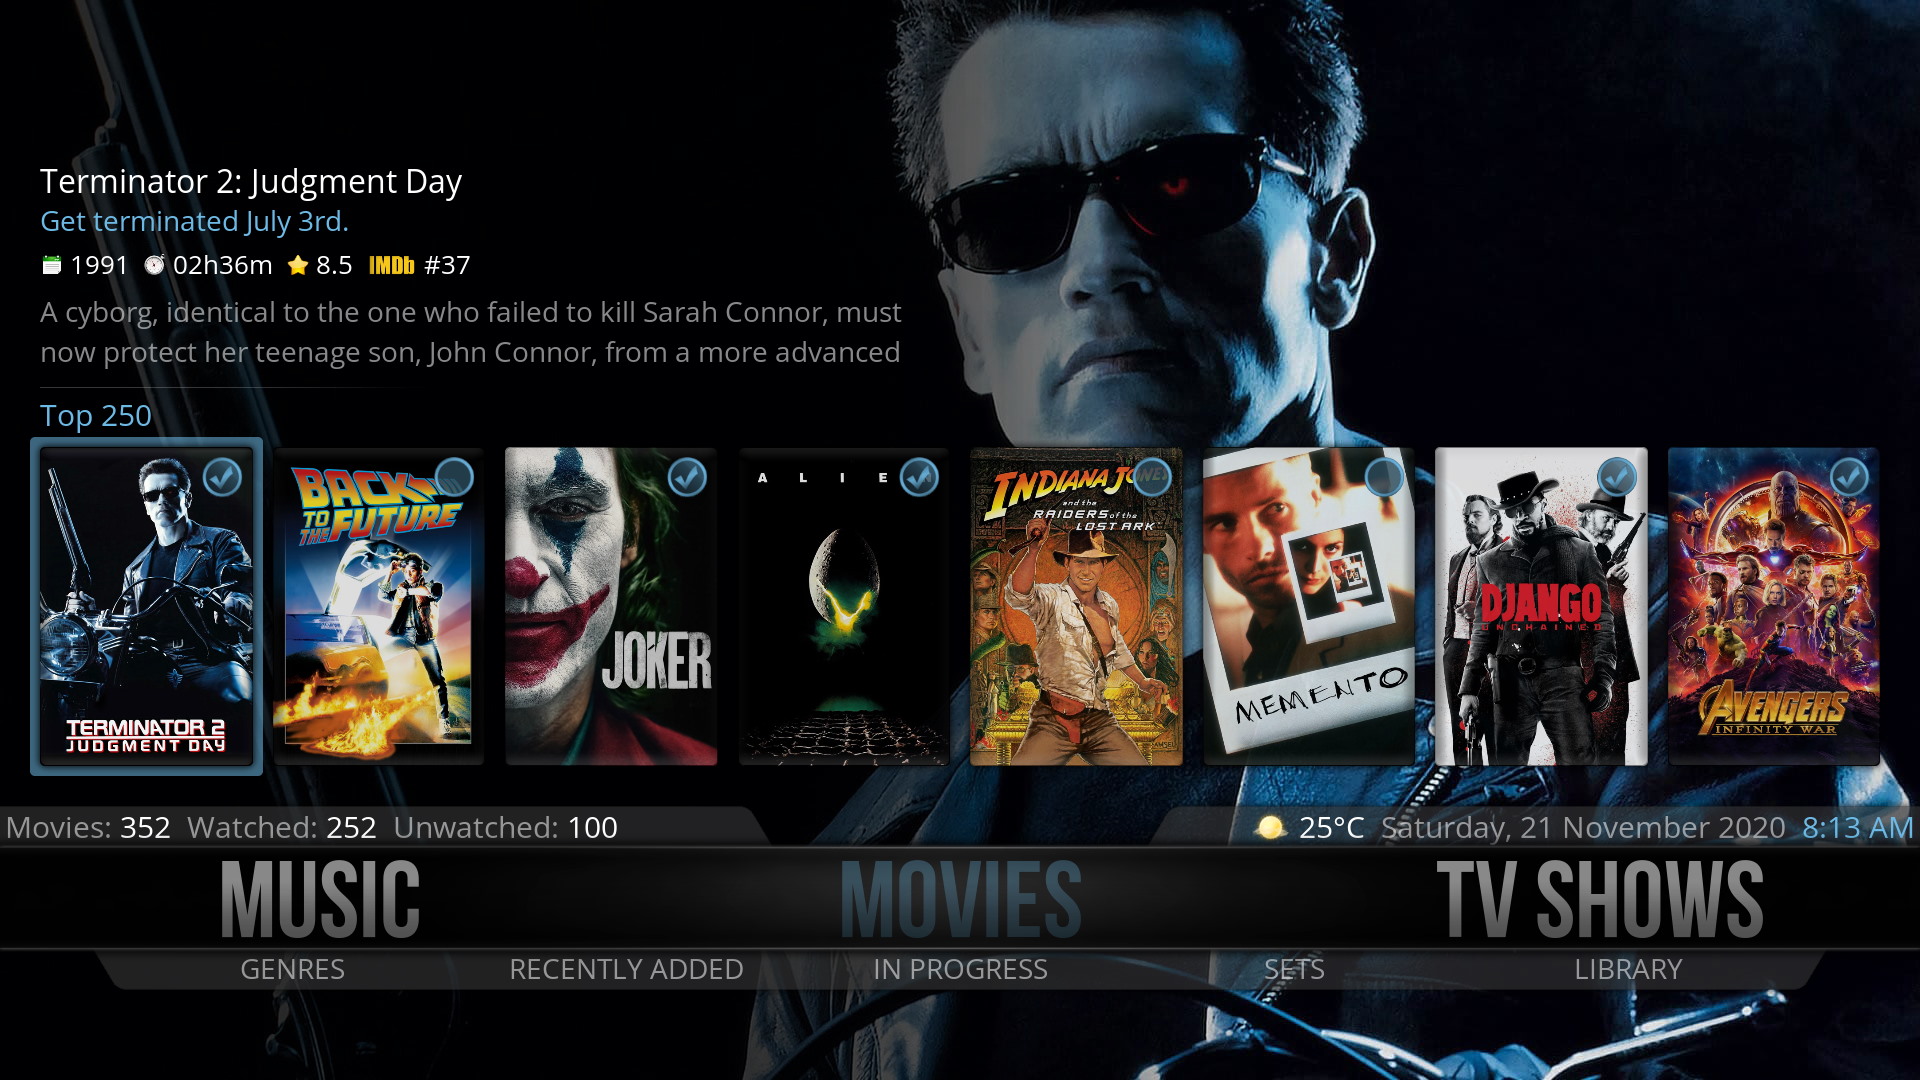 Terminator 2: Judgment Day
Get terminated July 3rd.
1991 02h36m 8.5 IMDb #37
A cyborg, identical to the one who failed to kill Sarah Connor, must
now protect her teenage son, John Connor, from a more advanced
Top 250
TERMINATOR 2
JUDGMENT DAY
BACK
TO
THE FUTURE
JOKER
A L I E
INDIANA JONES
and the
RAIDERS of the
LOST ARK
MEMENTO
DJANGO
UNCHAINED
AVENGERS
INFINITY WAR
Movies: 352 Watched: 252 Unwatched: 100
25°C Saturday, 21 November 2020 8:13 AM
MUSIC MOVIES TV SHOWS
GENRES RECENTLY ADDED IN PROGRESS SETS LIBRARY